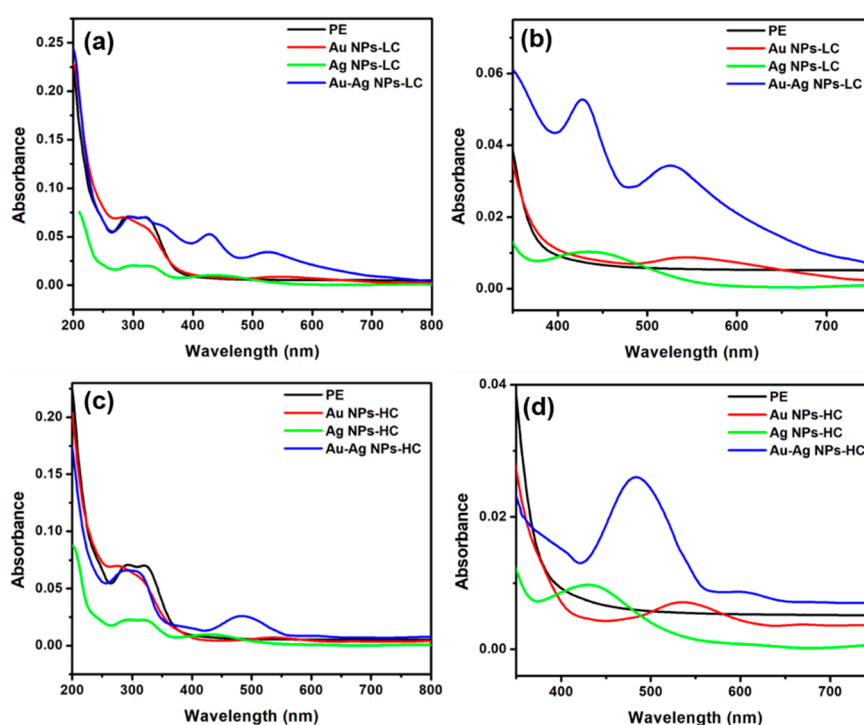 (a)
PE
Au NPs-LC
Ag NPs-LC
Au-Ag NPs-LC
0.25
0.20
0.15
0.10
0.05
0.00
Absorbance
200 300 400 500 600 700 800
Wavelength (nm)
(b)
PE
Au NPs-LC
Ag NPs-LC
Au-Ag NPs-LC
0.06
0.04
0.02
0.00
Absorbance
400 500 600 700
Wavelength (nm)
(c)
PE
Au NPs-HC
Ag NPs-HC
Au-Ag NPs-HC
0.20
0.15
0.10
0.05
0.00
Absorbance
200 300 400 500 600 700 800
Wavelength (nm)
(d)
PE
Au NPs-HC
Ag NPs-HC
Au-Ag NPs-HC
0.04
0.02
0.00
Absorbance
400 500 600 700
Wavelength (nm)